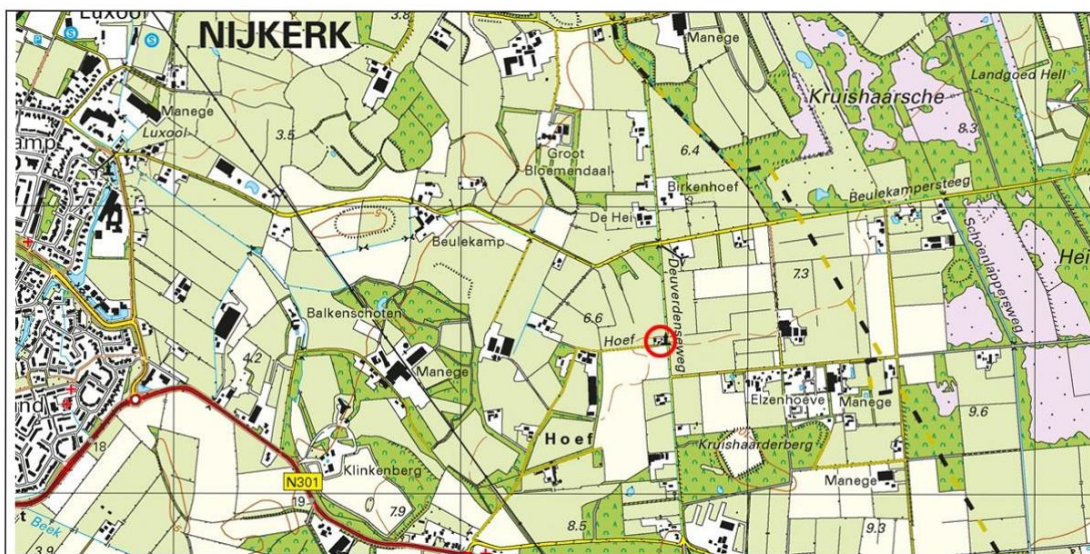 Luxool
NIJKERK
3.8
Manege
Landgoed Hell
Kruishaarsche
8.3
Manege
Luxool
3.5
Groot
Bloemendaal
6.4
Birkenhoef
Beulekampersteeg
De Hei
Beulekamp
Deuverdenseweg
Schoenlappersweg
Hei
7.3
Balkenschoten
6.6
Hoef
4.2
Manege
Elzenhoeve
Manege
9.6
18
Hoef
Kruishaarderberg
Klinkenberg
N301
Manege
19
7.9
8.5
9.3
Beek
3.9